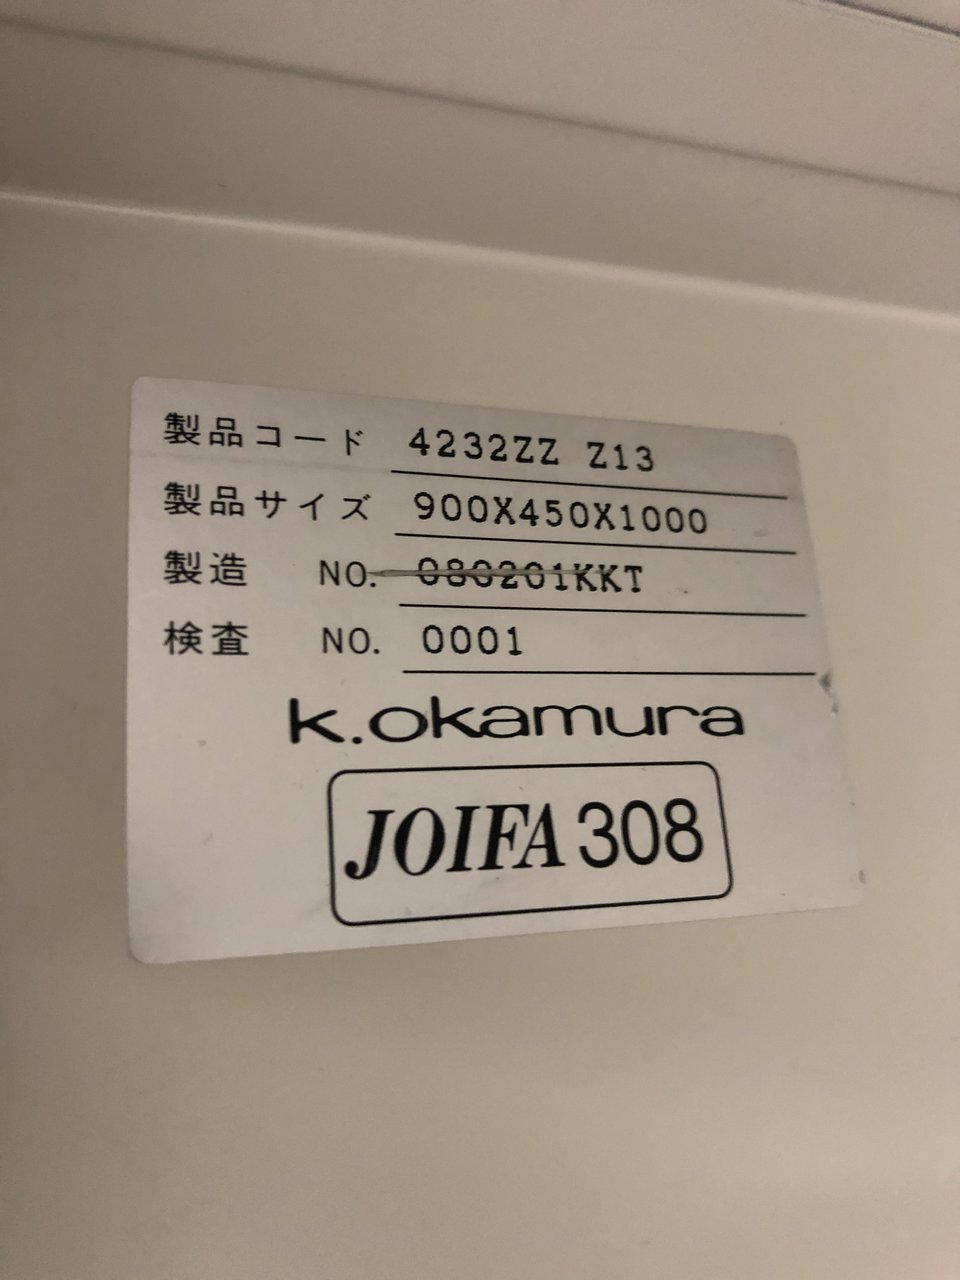 製品コード 4232ZZ Z13
製品サイズ 900X450X1000
製造 NO. 080201KKT
検査 NO. 0001
k.okamura
JOIFA 308